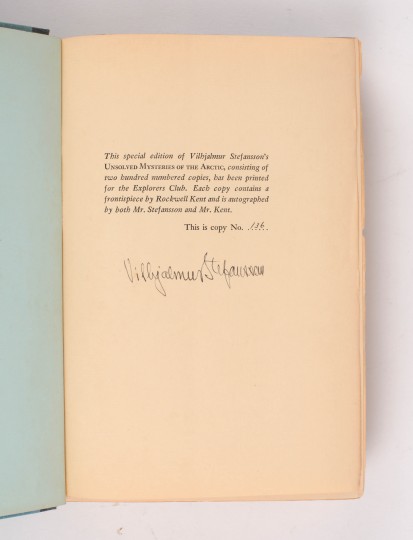 This special edition of Vilhjalmur Stefansson's
UNSOLVED MYSTERIES OF THE ARCTIC, consisting of
two hundred numbered copies, has been printed
for the Explorers Club. Each copy contains a
frontispiece by Rockwell Kent and is autographed
by both Mr. Stefansson and Mr. Kent.
This is copy No. 136.
Vilhjalmur Stefansson